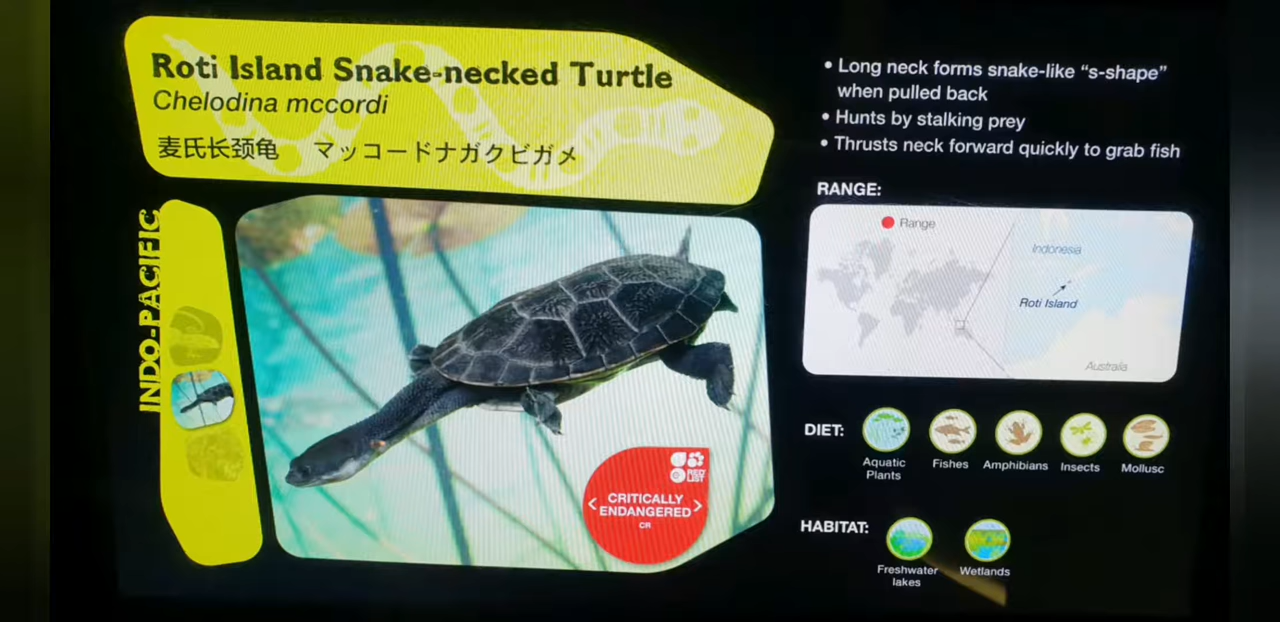 Roti Island Snake-necked Turtle
Chelodina mccordi
麦氏长颈龟 マッコードナガクビガメ
INDO-PACIFIC
RED LIST
CRITICALLY
ENDANGERED
CR
• Long neck forms snake-like “s-shape”
when pulled back
• Hunts by stalking prey
• Thrusts neck forward quickly to grab fish
RANGE:
Range
Indonesia
Roti Island
Australia
DIET:
Aquatic
Plants
Fishes
Amphibians
Insects
Mollusc
HABITAT:
Freshwater
lakes
Wetlands